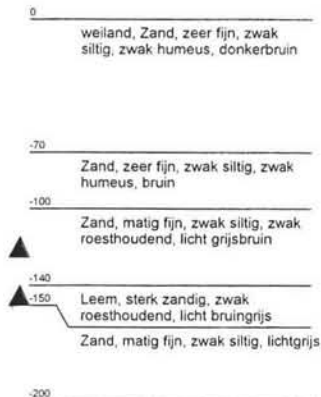 0
weiland, Zand, zeer fijn, zwak
siltig, zwak humeus, donkerbruin
-70
Zand, zeer fijn, zwak siltig, zwak
humeus, bruin
-100
Zand, matig fijn, zwak siltig, zwak
roesthoudend, licht grijsbruin
-140
Leem, sterk zandig, zwak
roesthoudend, licht bruingrijs
-150
Zand, matig fijn, zwak siltig, lichtgrijs
-200